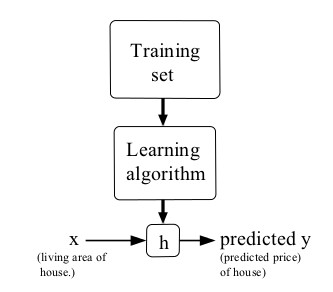 Training
set
Learning
algorithm
x h predicted y
(living area of (predicted price)
house.) of house)